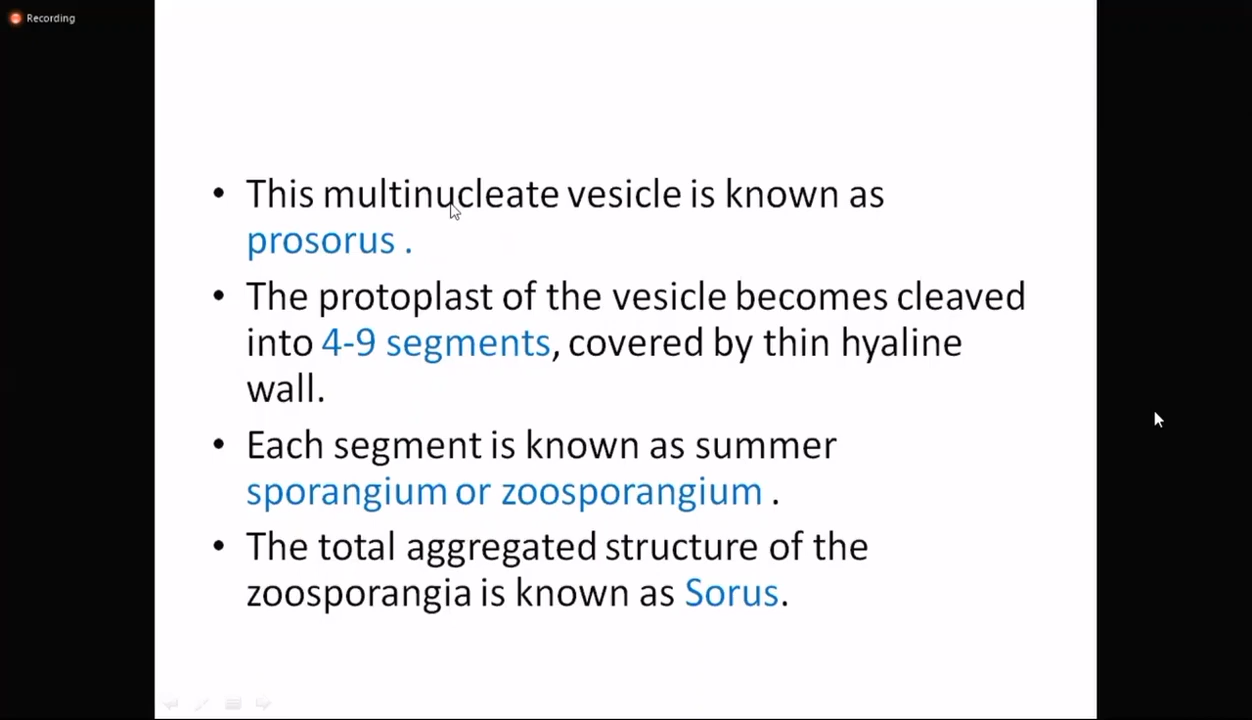 Recording
• This multinucleate vesicle is known as
prosorus .
• The protoplast of the vesicle becomes cleaved
into 4-9 segments, covered by thin hyaline
wall.
• Each segment is known as summer
sporangium or zoosporangium .
• The total aggregated structure of the
zoosporangia is known as Sorus.